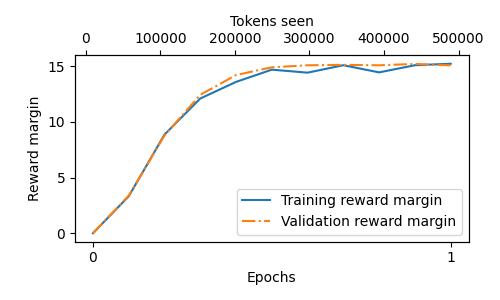 Tokens seen
0 100000 200000 300000 400000 500000
15
10
5
0
Reward margin
Training reward margin
Validation reward margin
0 1
Epochs